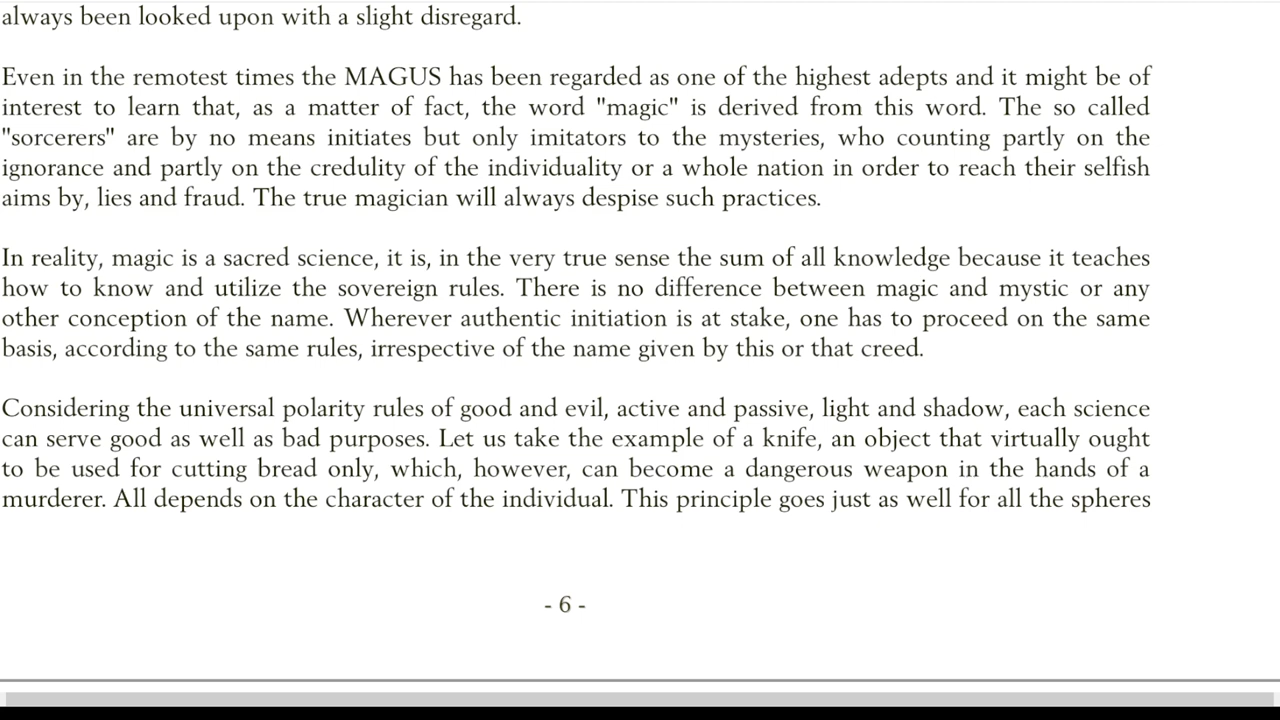 always been looked upon with a slight disregard.
Even in the remotest times the MAGUS has been regarded as one of the highest adepts and it might be of
interest to learn that, as a matter of fact, the word "magic" is derived from this word. The so called
"sorcerers" are by no means initiates but only imitators to the mysteries, who counting partly on the
ignorance and partly on the credulity of the individuality or a whole nation in order to reach their selfish
aims by, lies and fraud. The true magician will always despise such practices.
In reality, magic is a sacred science, it is, in the very true sense the sum of all knowledge because it teaches
how to know and utilize the sovereign rules. There is no difference between magic and mystic or any
other conception of the name. Wherever authentic initiation is at stake, one has to proceed on the same
basis, according to the same rules, irrespective of the name given by this or that creed.
Considering the universal polarity rules of good and evil, active and passive, light and shadow, each science
can serve good as well as bad purposes. Let us take the example of a knife, an object that virtually ought
to be used for cutting bread only, which, however, can become a dangerous weapon in the hands of a
murderer. All depends on the character of the individual. This principle goes just as well for all the spheres
- 6 -